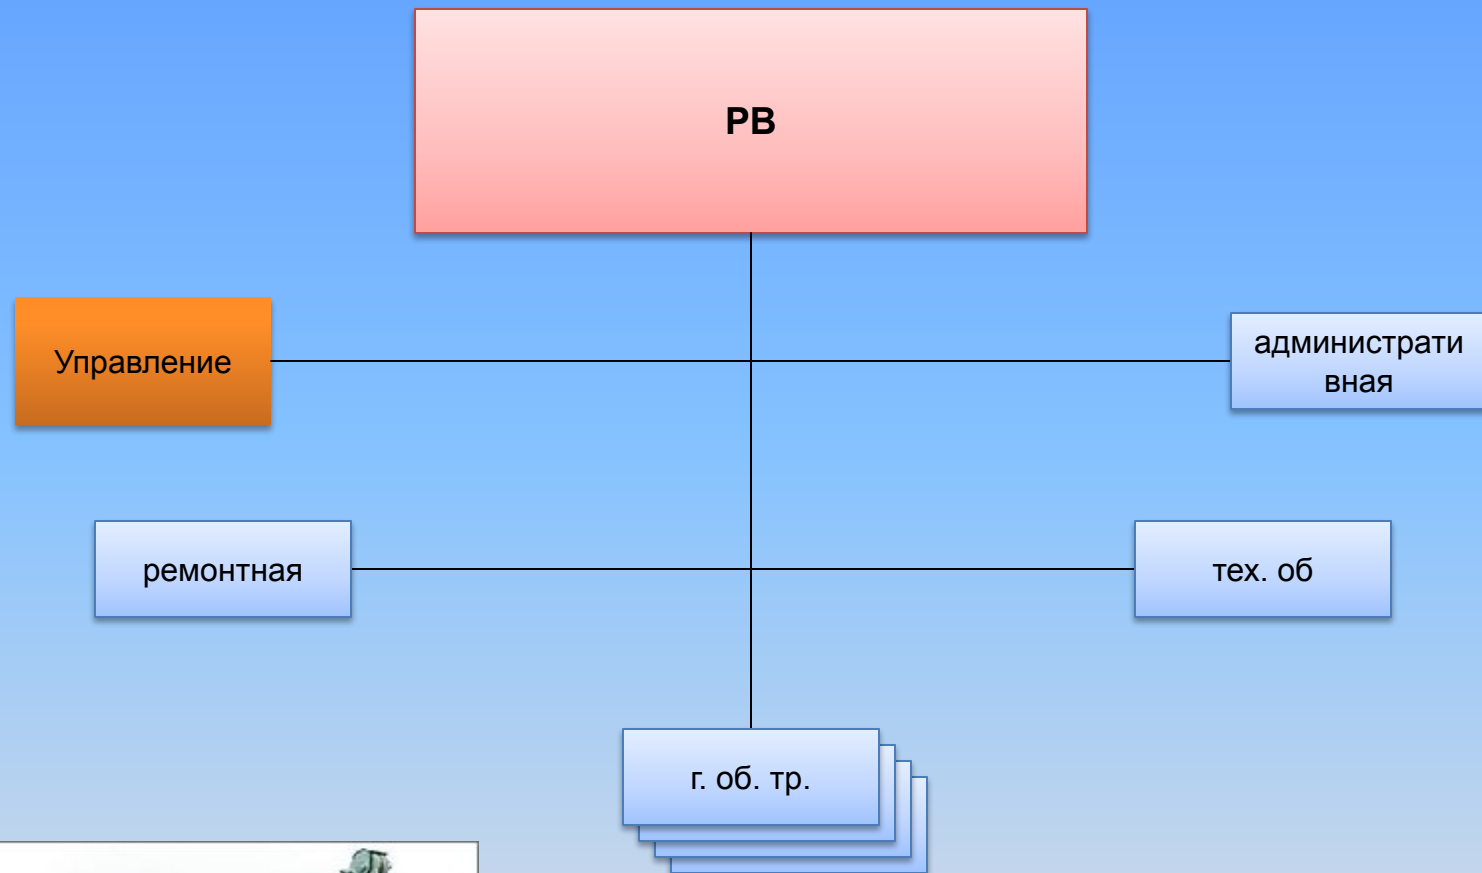 РВ
Управление
администрати
вная
ремонтная
тех. об
г. об. тр.